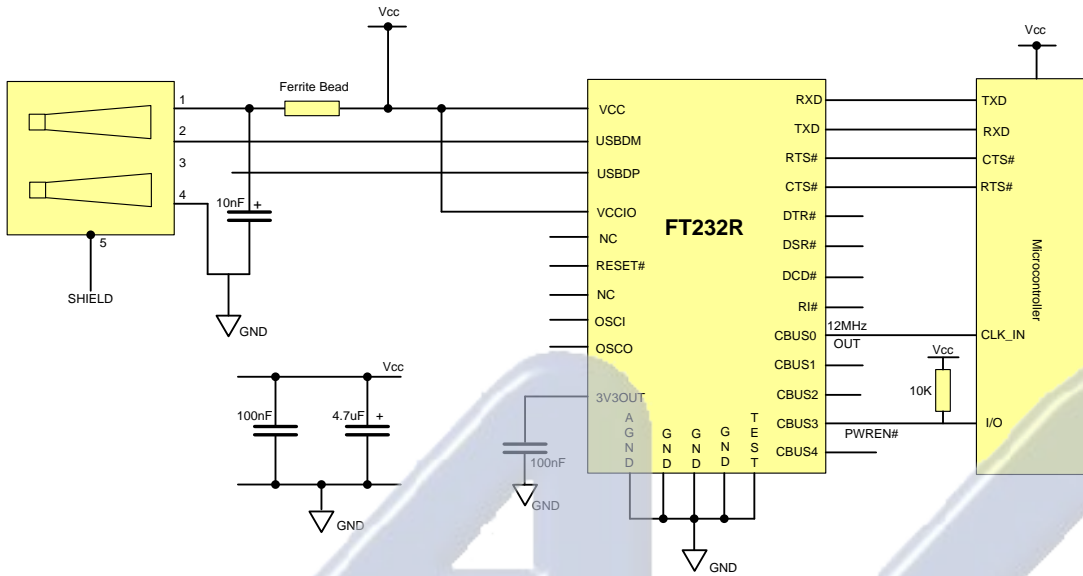 Vcc
Vcc
Ferrite Bead
1
2
3
4
5
SHIELD
10nF +
GND
VCC
USBDM
USBDP
VCCIO
NC
RESET#
NC
OSCI
OSCO
3V3OUT
FT232R
RXD
TXD
RTS#
CTS#
DTR#
DSR#
DCD#
RI#
CBUS0
CBUS1
CBUS2
CBUS3
CBUS4
AGND
GND
GND
GND
TEST
12MHz
OUT
Vcc
10K
PWREN#
TXD
RXD
CTS#
RTS#
Microcontroller
CLK_IN
I/O
Vcc
100nF
4.7uF +
GND
100nF
GND
GND